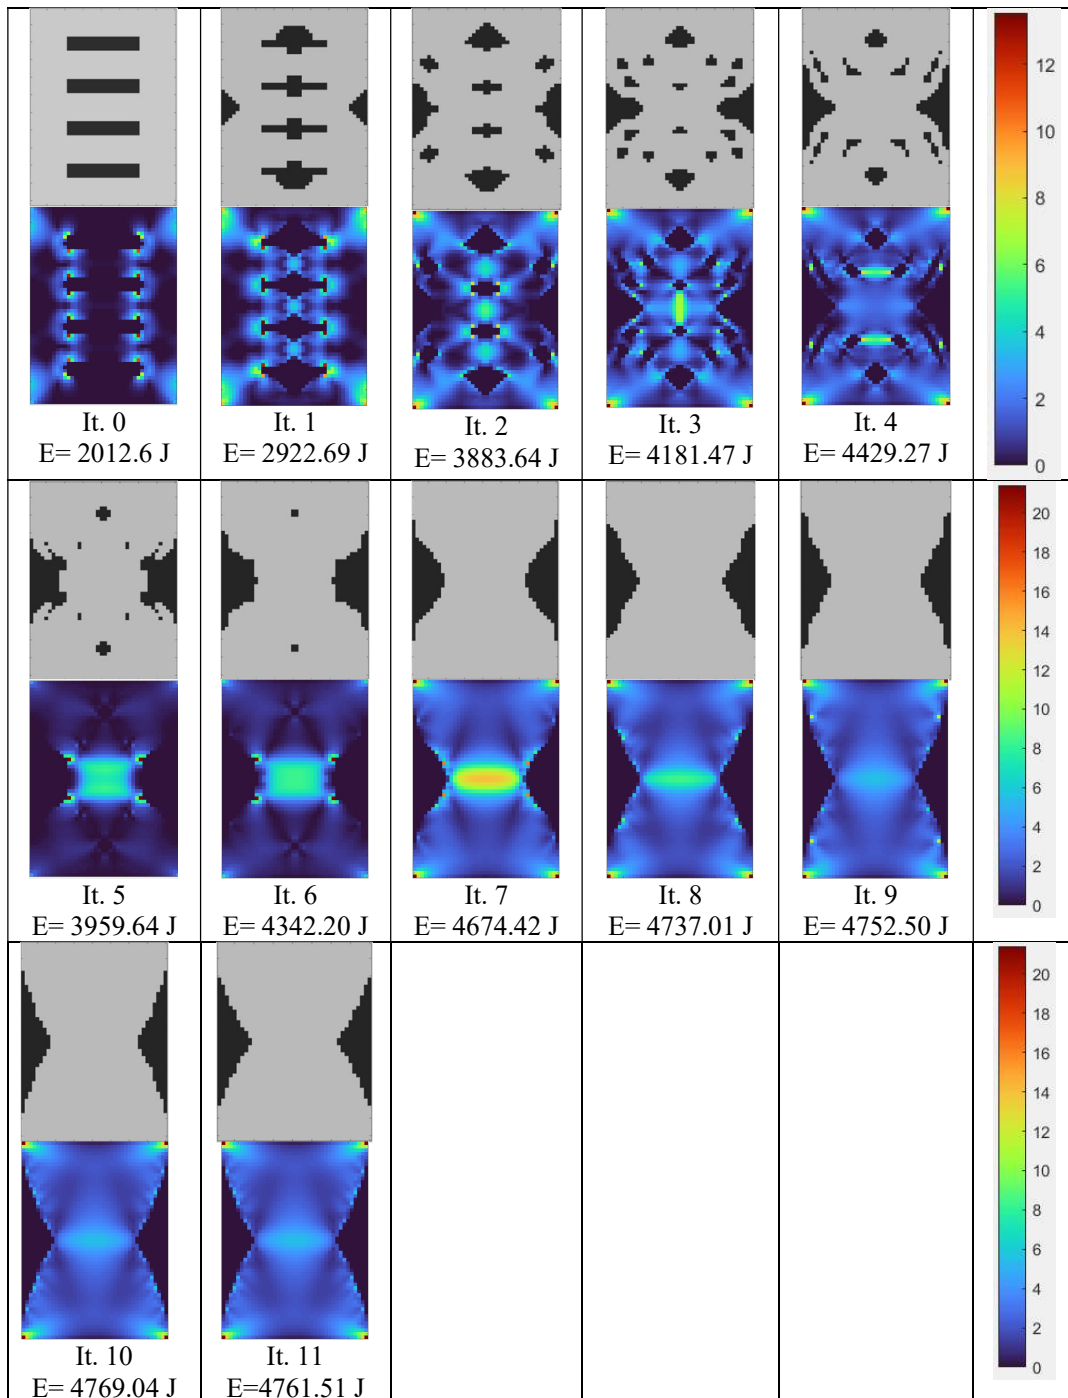 12
10
8
6
4
2
0
It. 0
E= 2012.6 J
It. 1
E= 2922.69 J
It. 2
E= 3883.64 J
It. 3
E= 4181.47 J
It. 4
E= 4429.27 J
20
18
16
14
12
10
8
6
4
2
0
It. 5
E= 3959.64 J
It. 6
E= 4342.20 J
It. 7
E= 4674.42 J
It. 8
E= 4737.01 J
It. 9
E= 4752.50 J
20
18
16
14
12
10
8
6
4
2
0
It. 10
E= 4769.04 J
It. 11
E=4761.51 J